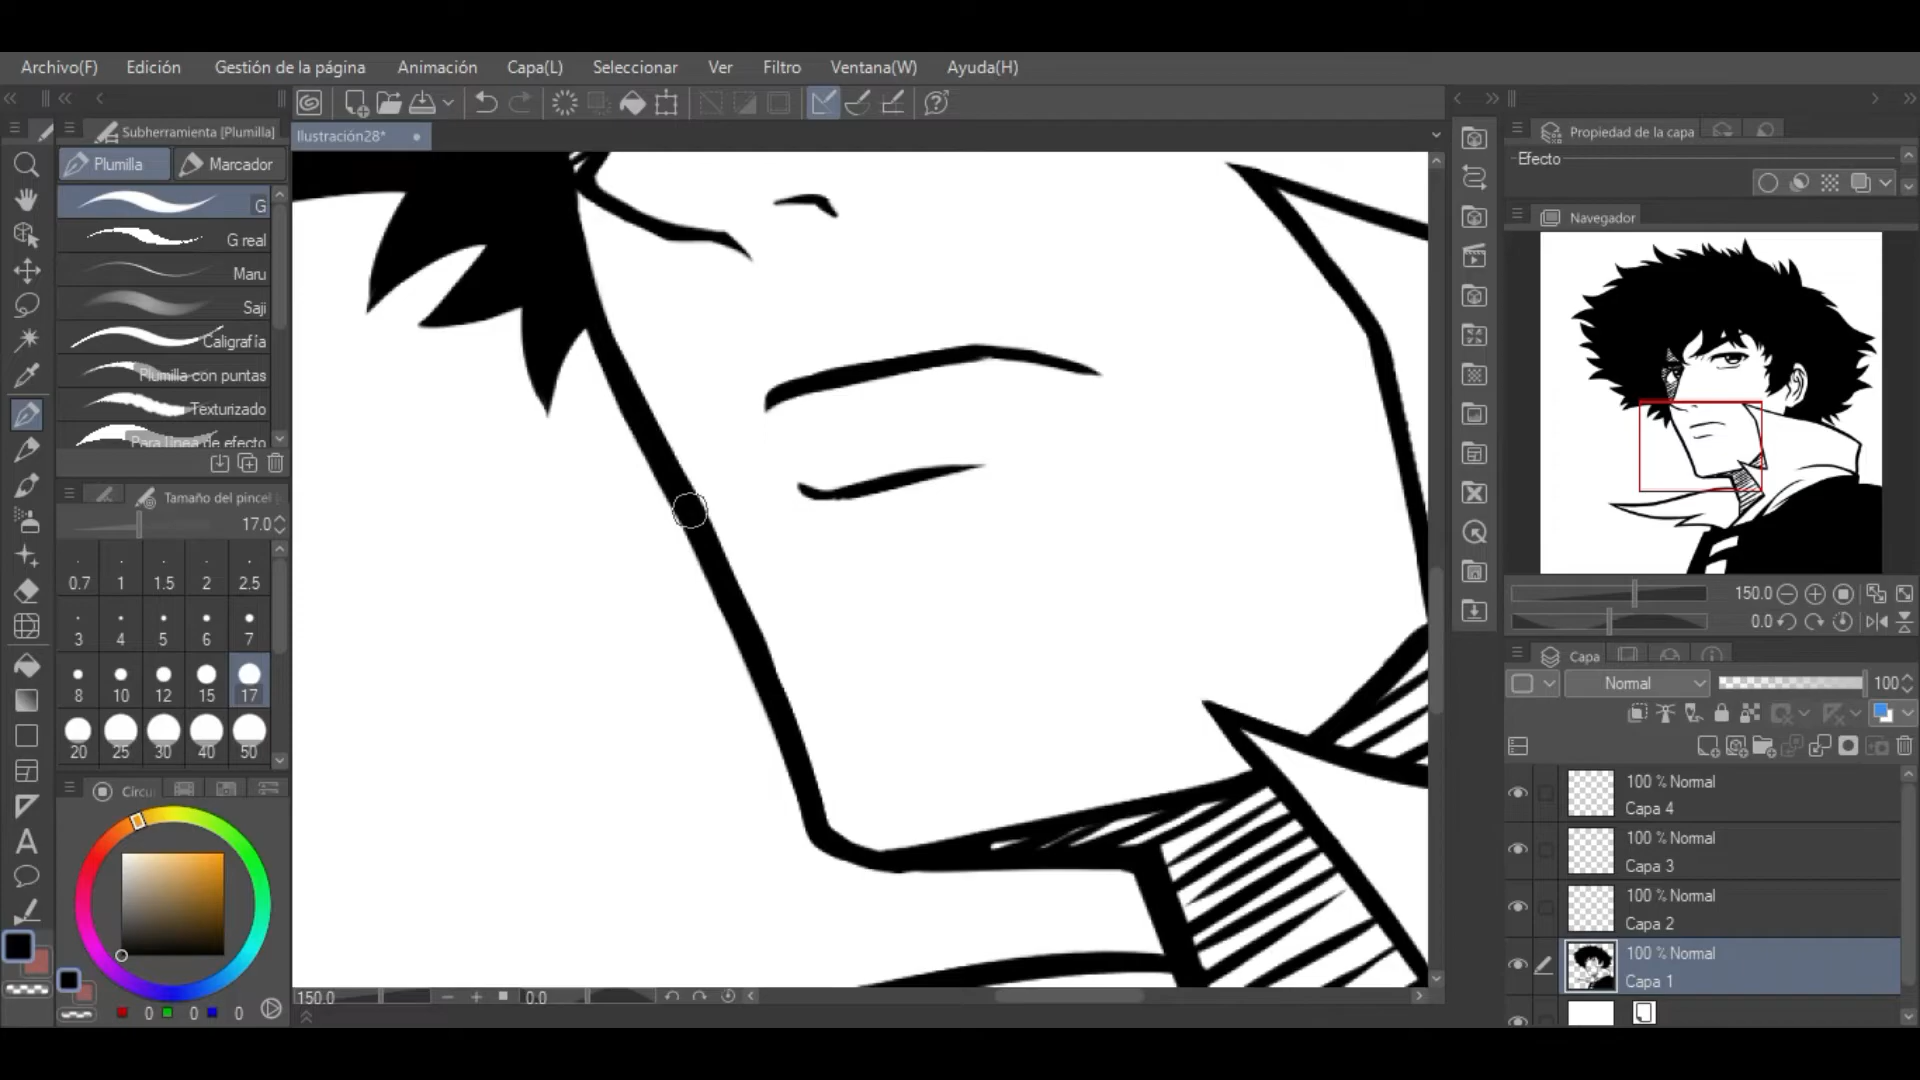 Archivo(F) Edición Gestión de la página Animación Capa(L) Seleccionar Ver Filtro Ventana(W) Ayuda(H)
Subherramienta [Plumilla]
Ilustración28*
Propiedad de la capa
Plumilla Marcador
Efecto
G
Navegador
G real
Maru
Saji
Caligrafía
Plumilla con puntas
Texturizado
Para línea de efecto
Tamaño del pincel
17.0
0.7 1 1.5 2 2.5
150.0
3 4 5 6 7
0.0
Capa
8 10 12 15 17
Normal 100
20 25 30 40 50
Círcu
100 % Normal
Capa 4
100 % Normal
Capa 3
100 % Normal
Capa 2
100 % Normal
Capa 1
150.0 0.0
0 0 0